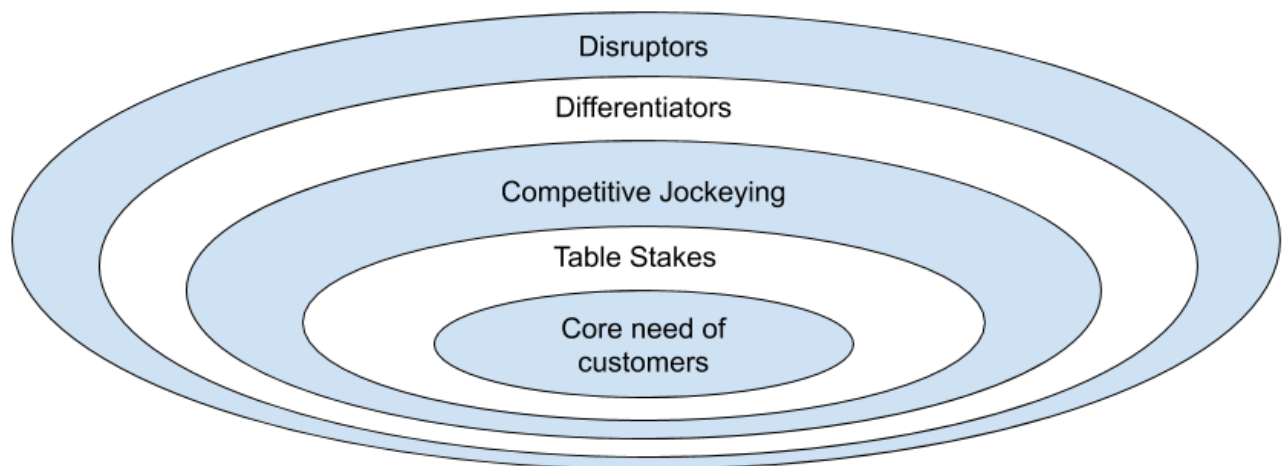 Disruptors
Differentiators
Competitive Jockeying
Table Stakes
Core need of
customers